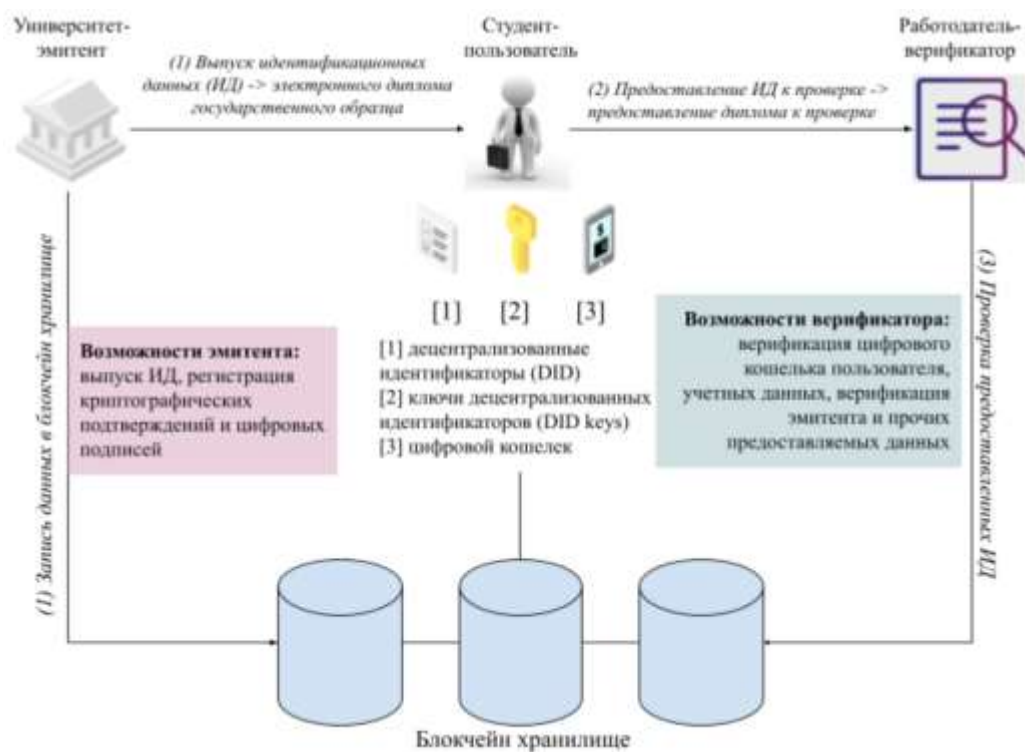 Университет-
эмитент
Студент-
пользователь
Работодатель-
верификатор
(1) Выпуск идентификационных
данных (ИД) -> электронного диплома
государственного образца
(2) Предоставление ИД к проверке ->
предоставление диплома к проверке
(1) Запись данных в блокчейн хранилище
(3) Проверка предоставленных ИД
[1] [2] [3]
Возможности эмитента:
выпуск ИД, регистрация
криптографических
подтверждений и цифровых
подписей
[1] децентрализованные
идентификаторы (DID)
[2] ключи децентрализованных
идентификаторов (DID keys)
[3] цифровой кошелек
Возможности верификатора:
верификация цифрового
кошелька пользователя,
учетных данных, верификация
эмитента и прочих
предоставляемых данных
Блокчейн хранилище